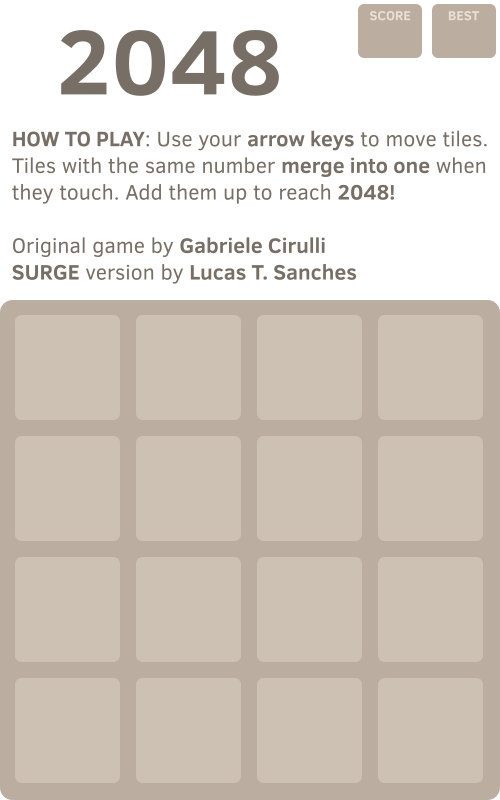 2048
SCORE
BEST
HOW TO PLAY: Use your arrow keys to move tiles.
Tiles with the same number merge into one when
they touch. Add them up to reach 2048!
Original game by Gabriele Cirulli
SURGE version by Lucas T. Sanches